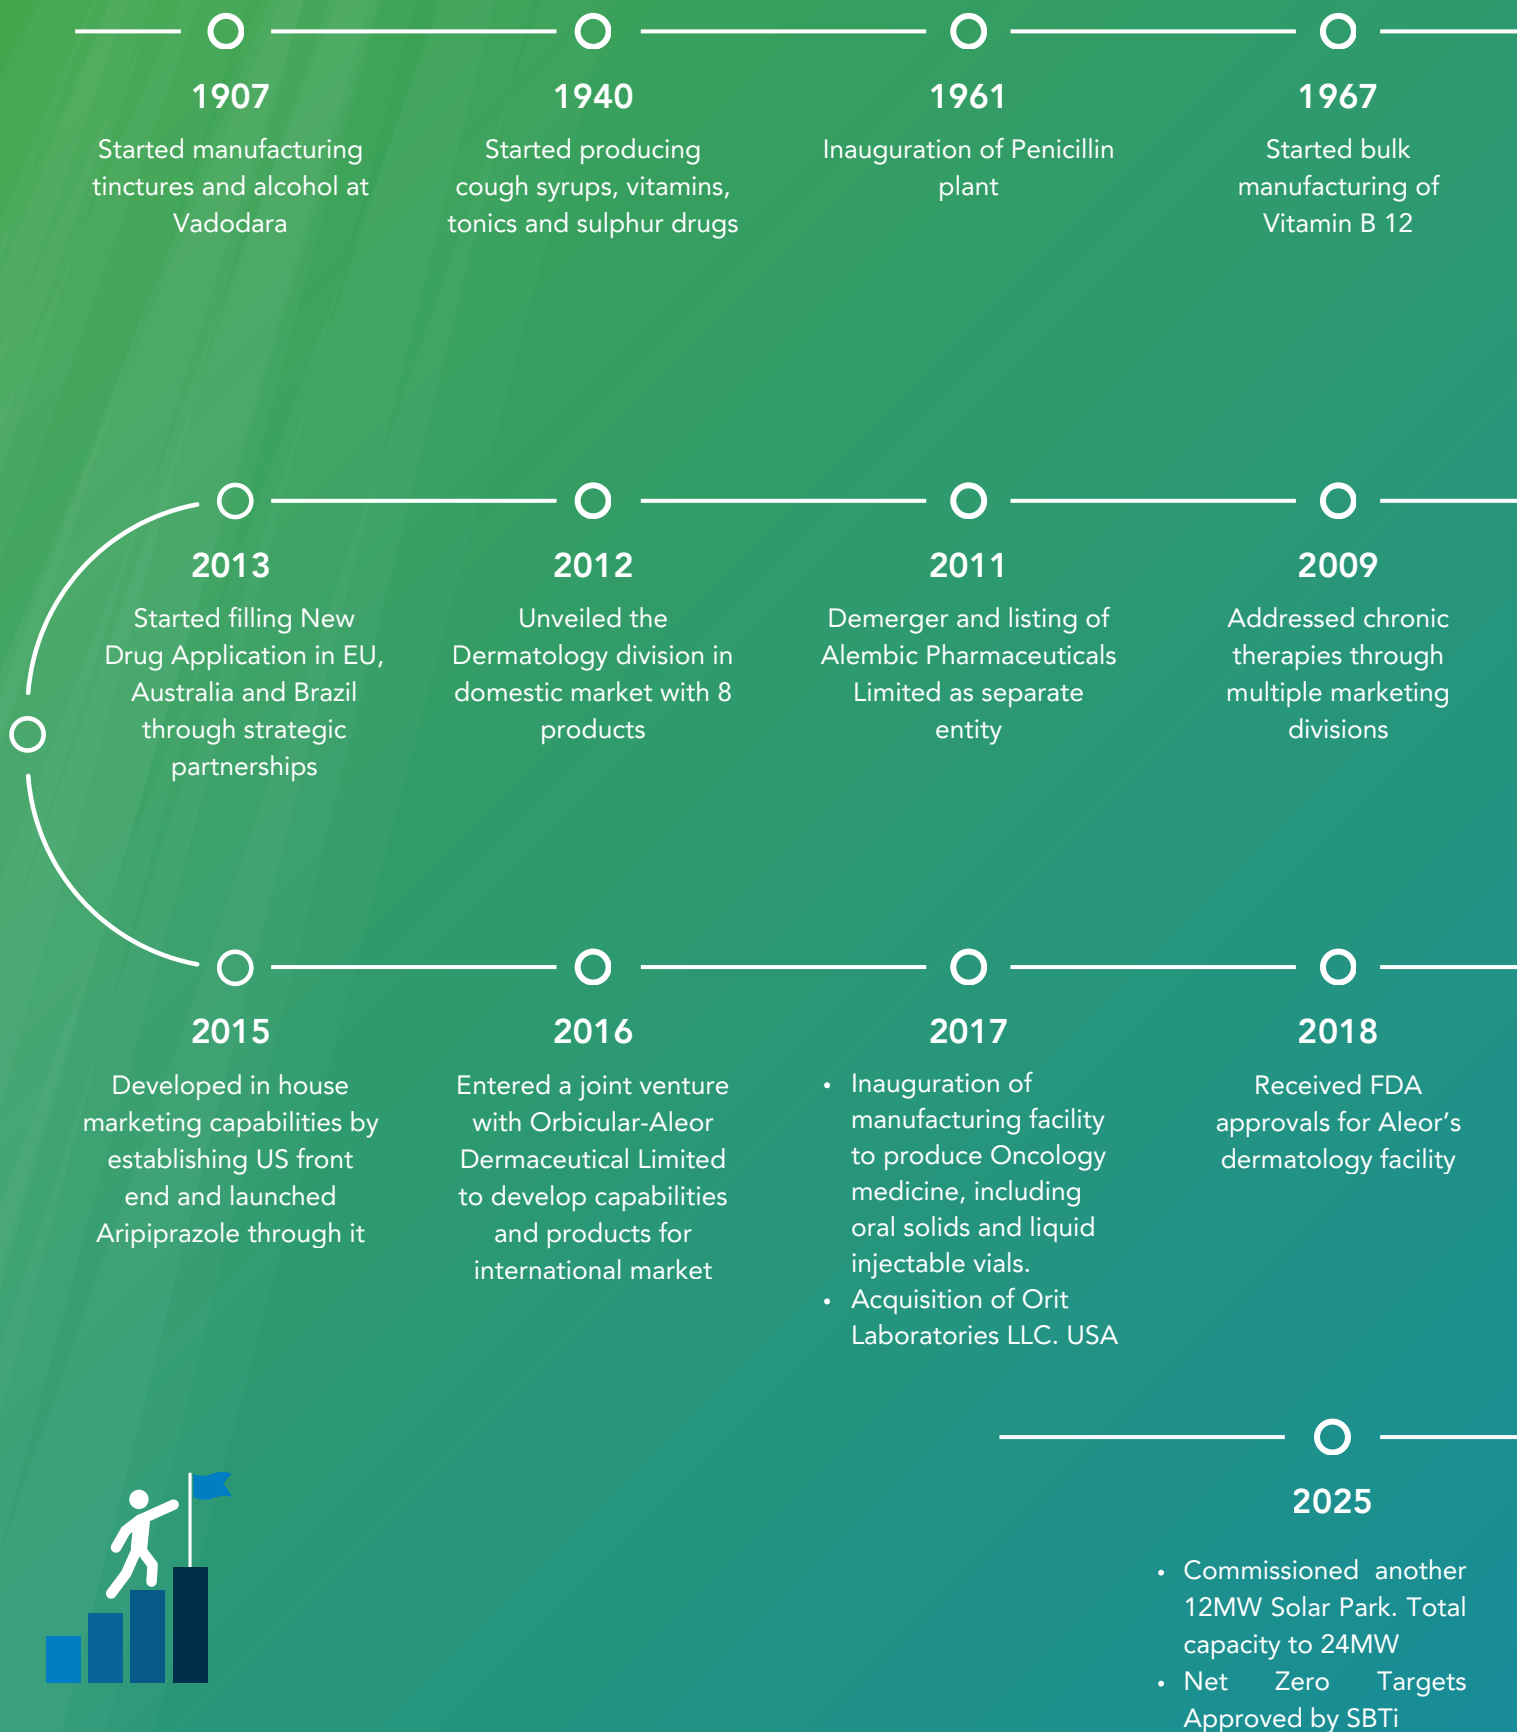 1907
Started manufacturing
tinctures and alcohol at
Vadodara
1940
Started producing
cough syrups, vitamins,
tonics and sulphur drugs
1961
Inauguration of Penicillin
plant
1967
Started bulk
manufacturing of
Vitamin B 12
2013
Started filling New
Drug Application in EU,
Australia and Brazil
through strategic
partnerships
2012
Unveiled the
Dermatology division in
domestic market with 8
products
2011
Demerger and listing of
Alembic Pharmaceuticals
Limited as separate
entity
2009
Addressed chronic
therapies through
multiple marketing
divisions
2015
Developed in house
marketing capabilities by
establishing US front
end and launched
Aripiprazole through it
2016
Entered a joint venture
with Orbicular-Aleor
Dermaceutical Limited
to develop capabilities
and products for
international market
2017
• Inauguration of
manufacturing facility
to produce Oncology
medicine, including
oral solids and liquid
injectable vials.
• Acquisition of Orit
Laboratories LLC. USA
2018
Received FDA
approvals for Aleor’s
dermatology facility
2025
• Commissioned another
12MW Solar Park. Total
capacity to 24MW
• Net Zero Targets
Approved by SBTi